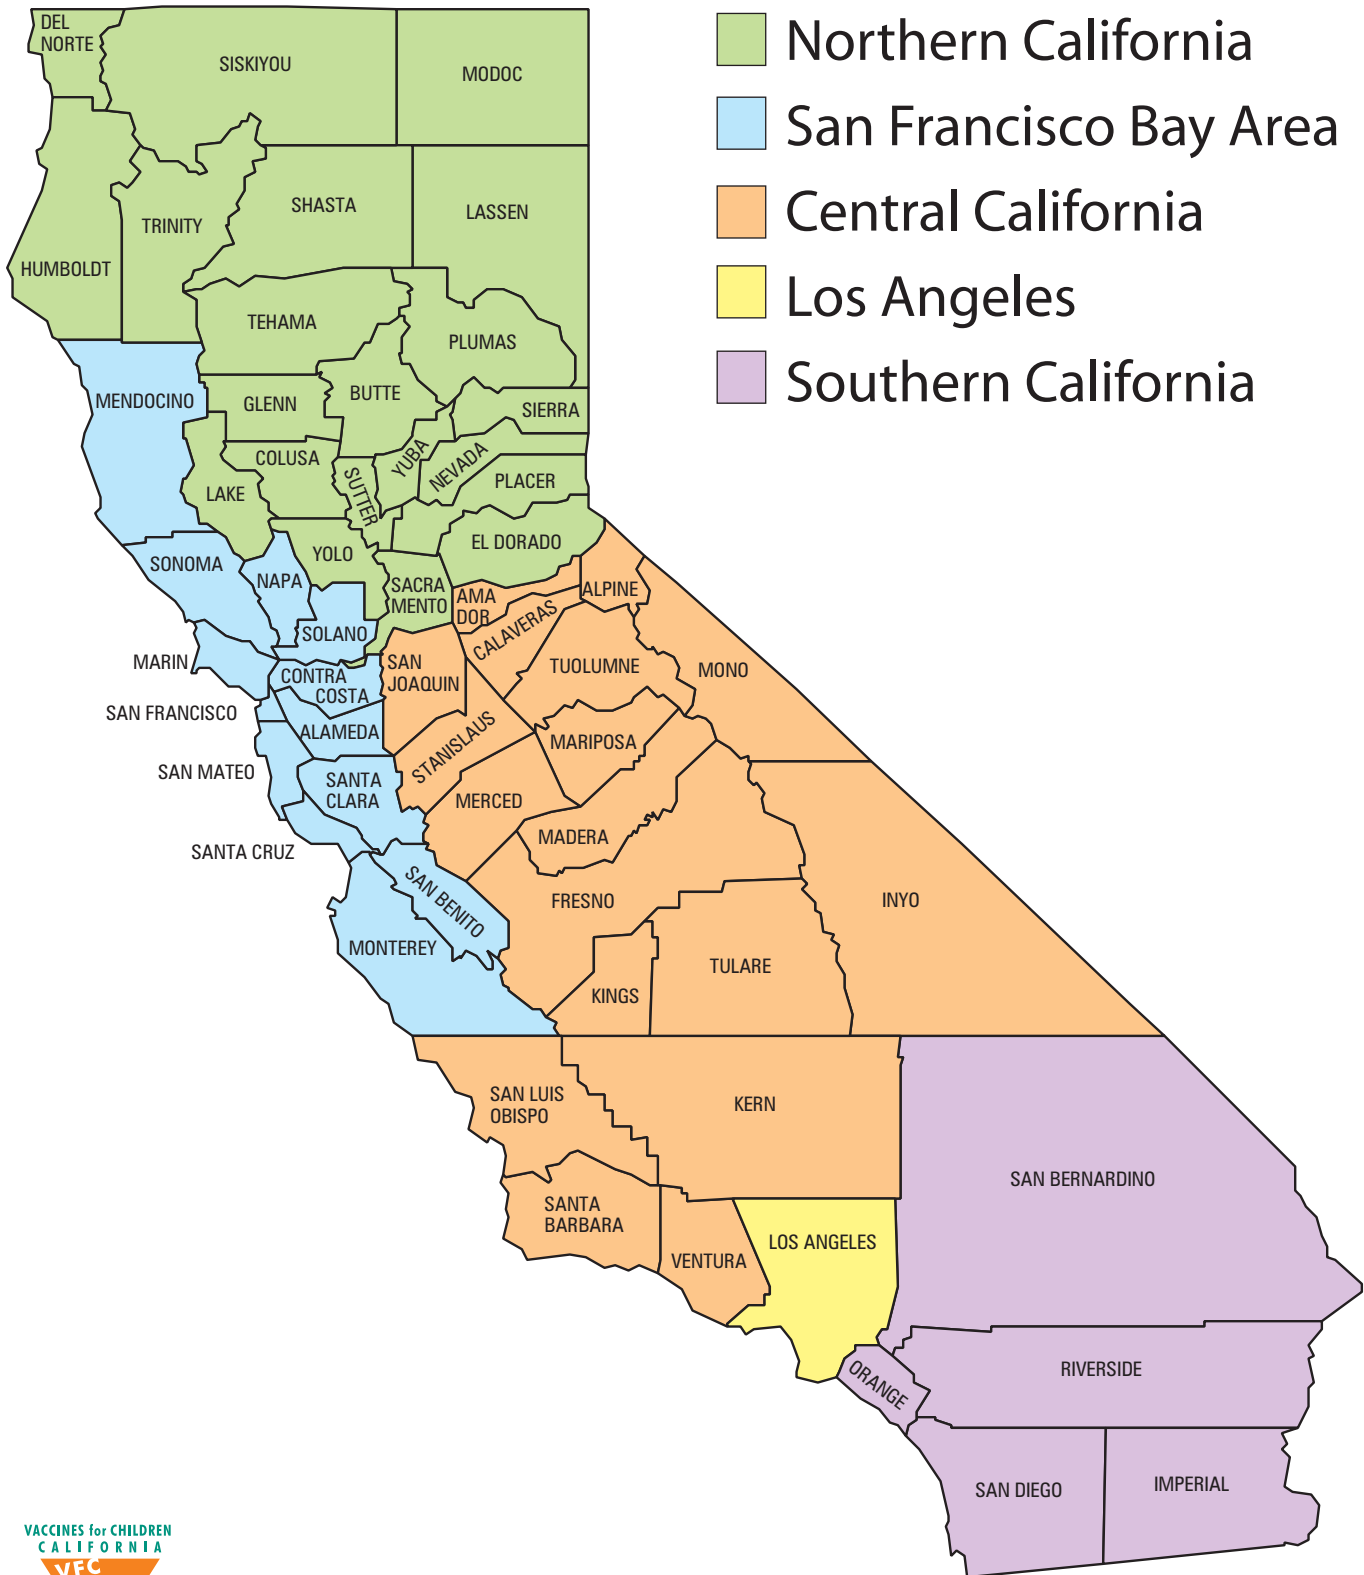 Northern California
San Francisco Bay Area
Central California
Los Angeles
Southern California
DEL
NORTE
SISKIYOU
MODOC
HUMBOLDT
TRINITY
SHASTA
LASSEN
TEHAMA
PLUMAS
MENDOCINO
GLENN
BUTTE
SIERRA
COLUSA
YUBA
NEVADA
LAKE
SUTTER
PLACER
SONOMA
NAPA
YOLO
EL DORADO
SACRA
MENTO
AMA
DOR
ALPINE
SOLANO
CALAVERAS
MARIN
CONTRA
COSTA
SAN
JOAQUIN
TUOLUMNE
MONO
SAN FRANCISCO
ALAMEDA
STANISLAUS
MARIPOSA
SAN MATEO
SANTA
CLARA
MERCED
MADERA
SANTA CRUZ
SAN BENITO
FRESNO
INYO
MONTEREY
KINGS
TULARE
SAN LUIS
OBISPO
KERN
SAN BERNARDINO
SANTA
BARBARA
VENTURA
LOS ANGELES
ORANGE
RIVERSIDE
SAN DIEGO
IMPERIAL
VACCINES for CHILDREN
CALIFORNIA
VFC